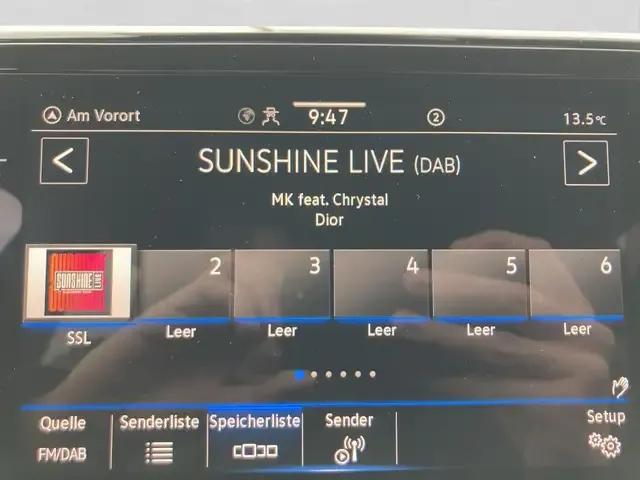 Am Vorort
9:47
2
13.5°C
SUNSHINE LIVE (DAB)
MK feat. Chrystal
Dior
SUNSHINE LIVE
2 3 4 5 6
SSL Leer Leer Leer Leer Leer
Quelle Senderliste Speicherliste Sender Setup
FM/DAB